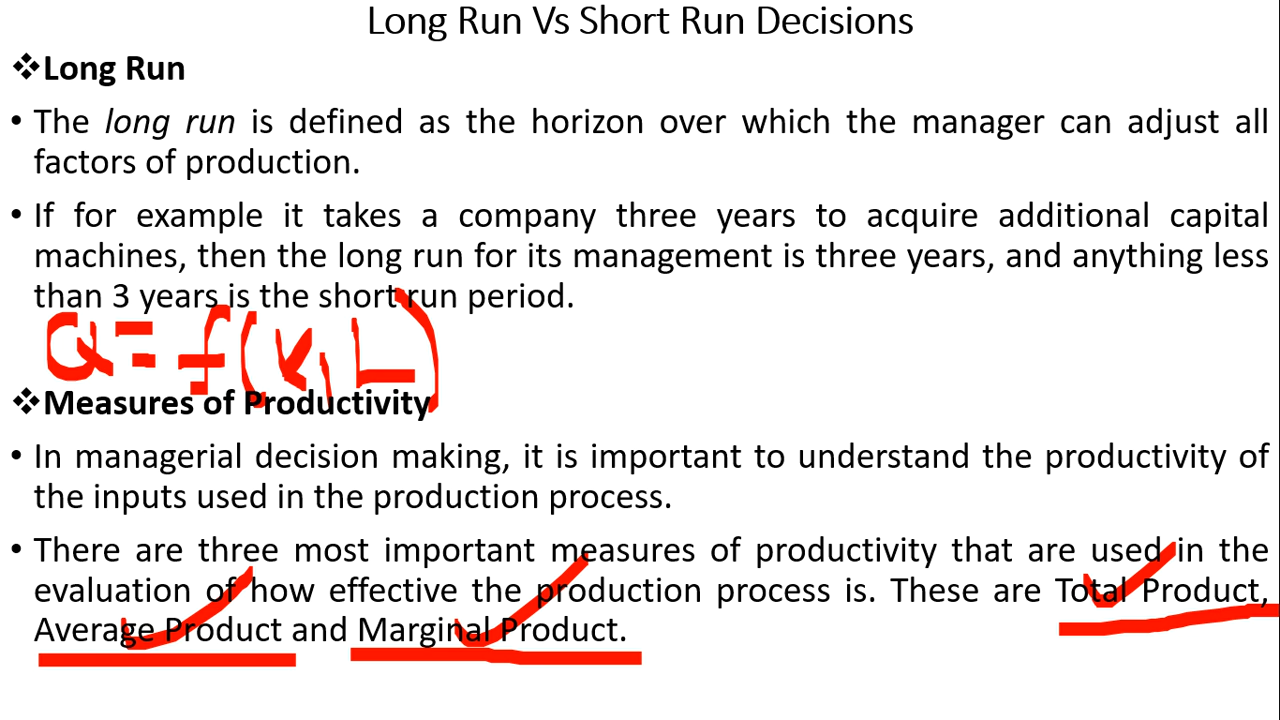 Long Run Vs Short Run Decisions
❖Long Run
• The long run is defined as the horizon over which the manager can adjust all
factors of production.
• If for example it takes a company three years to acquire additional capital
machines, then the long run for its management is three years, and anything less
than 3 years is the short run period.
Q = f(K, L)
❖Measures of Productivity
• In managerial decision making, it is important to understand the productivity of
the inputs used in the production process.
• There are three most important measures of productivity that are used in the
evaluation of how effective the production process is. These are Total Product,
Average Product and Marginal Product.